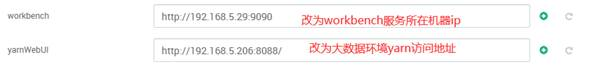 workbench http://192.168.5.29:9090 改为workbench服务所在机器ip
yarnWebUI http://192.168.5.206:8088/ 改为大数据环境yarn访问地址